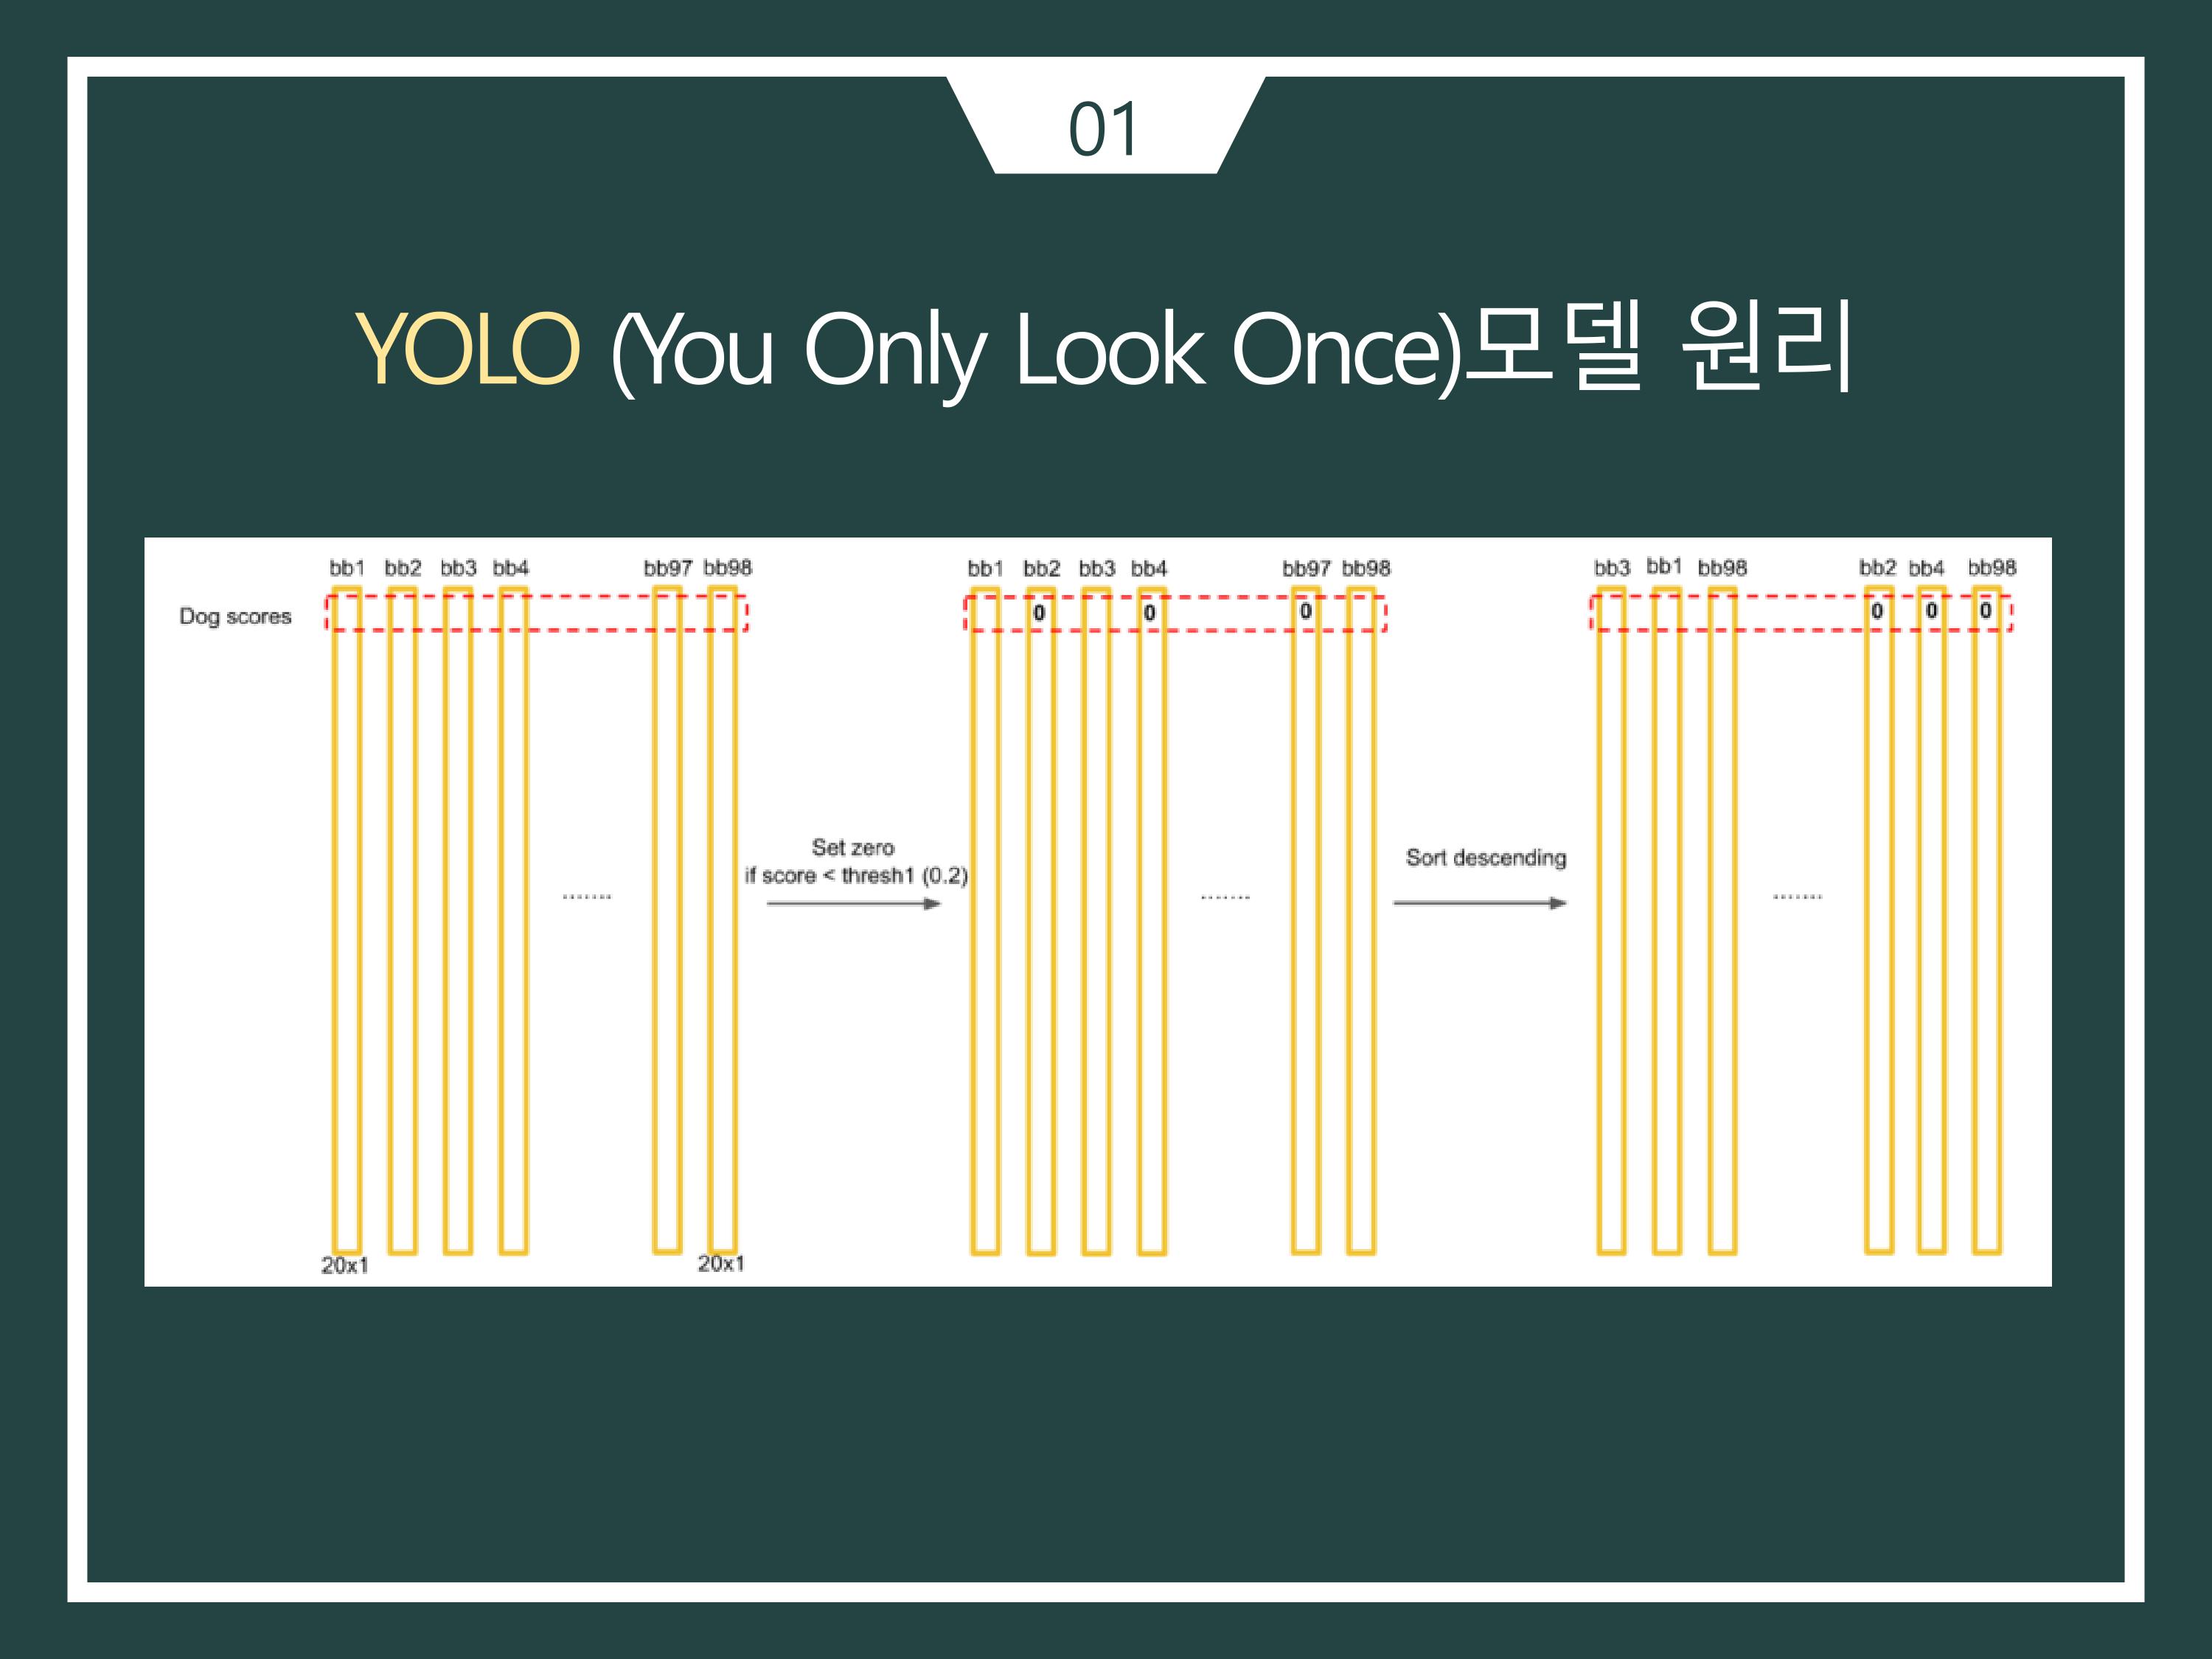 01
YOLO (You Only Look Once)모델 원리
bb1 bb2 bb3 bb4 bb97 bb98
Dog scores
.......
20x1 20x1
Set zero
if score < thresh1 (0.2)
bb1 bb2 bb3 bb4 bb97 bb98
0 0 0
.......
Sort descending
bb3 bb1 bb98 bb2 bb4 bb98
0 0 0
.......